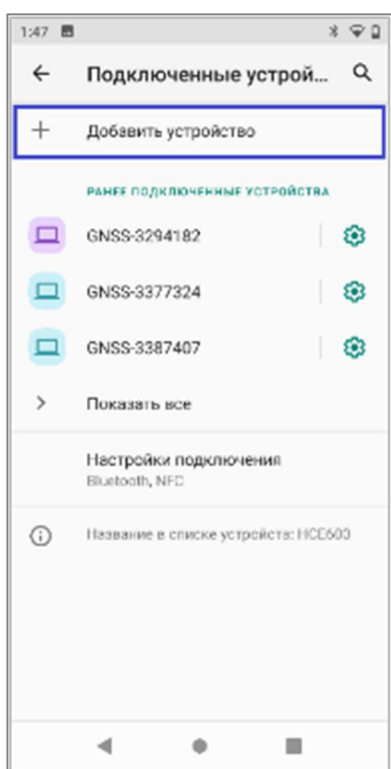 1:47
Подключенные устрой...
Добавить устройство
РАНЕЕ ПОДКЛЮЧЕННЫЕ УСТРОЙСТВА
GNSS-3294182
GNSS-3377324
GNSS-3387407
Показать все
Настройки подключения
Bluetooth, NFC
Название в списке устройств: HCE600